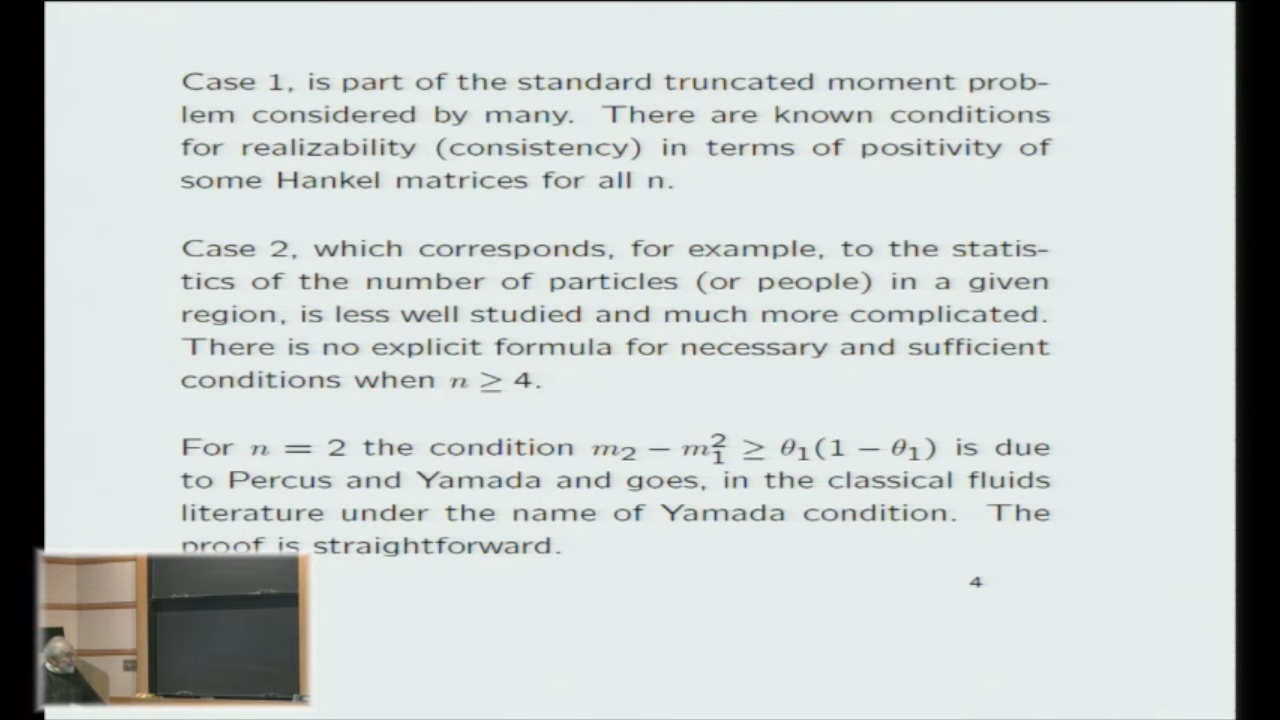 Case 1, is part of the standard truncated moment prob-
lem considered by many. There are known conditions
for realizability (consistency) in terms of positivity of
some Hankel matrices for all n.
Case 2, which corresponds, for example, to the statis-
tics of the number of particles (or people) in a given
region, is less well studied and much more complicated.
There is no explicit formula for necessary and sufficient
conditions when n ≥ 4.
For n = 2 the condition m₂ − m₁² ≥ θ₁(1 − θ₁) is due
to Percus and Yamada and goes, in the classical fluids
literature under the name of Yamada condition. The
proof is straightforward.
4